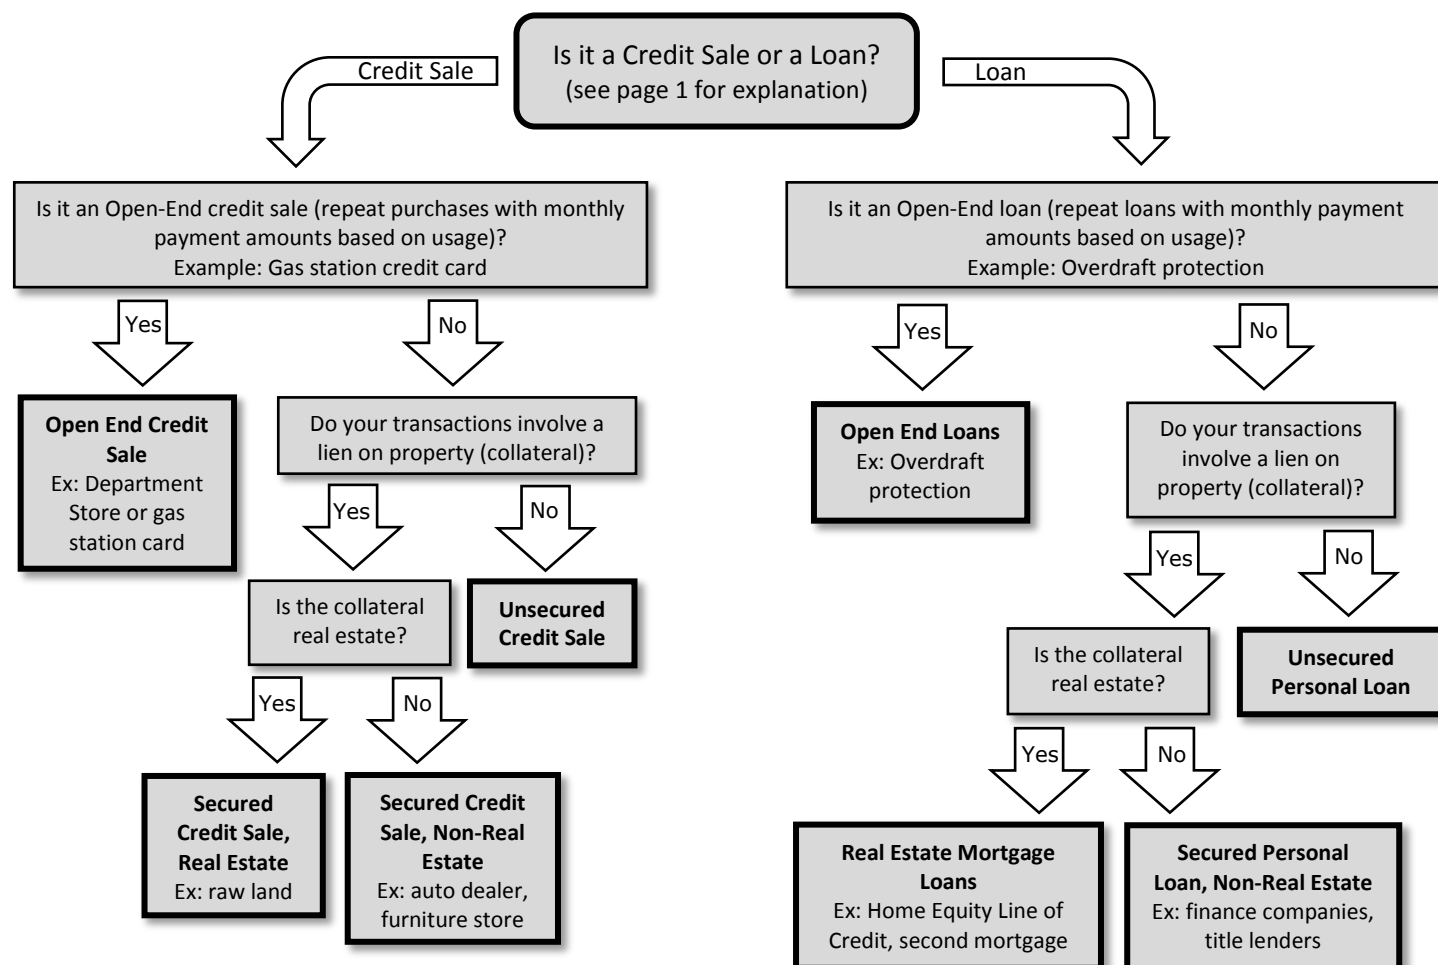 Is it a Credit Sale or a Loan?
(see page 1 for explanation)
Credit Sale
Loan
Is it an Open-End credit sale (repeat purchases with monthly
payment amounts based on usage)?
Example: Gas station credit card
Yes
No
Open End Credit
Sale
Ex: Department
Store or gas
station card
Do your transactions involve a
lien on property (collateral)?
Yes
No
Is the collateral
real estate?
Unsecured
Credit Sale
Yes
No
Secured
Credit Sale,
Real Estate
Ex: raw land
Secured Credit
Sale, Non-Real
Estate
Ex: auto dealer,
furniture store
Is it an Open-End loan (repeat loans with monthly payment
amounts based on usage)?
Example: Overdraft protection
Yes
No
Open End Loans
Ex: Overdraft
protection
Do your transactions
involve a lien on
property (collateral)?
Yes
No
Is the collateral
real estate?
Unsecured
Personal Loan
Yes
No
Real Estate Mortgage
Loans
Ex: Home Equity Line of
Credit, second mortgage
Secured Personal
Loan, Non-Real Estate
Ex: finance companies,
title lenders